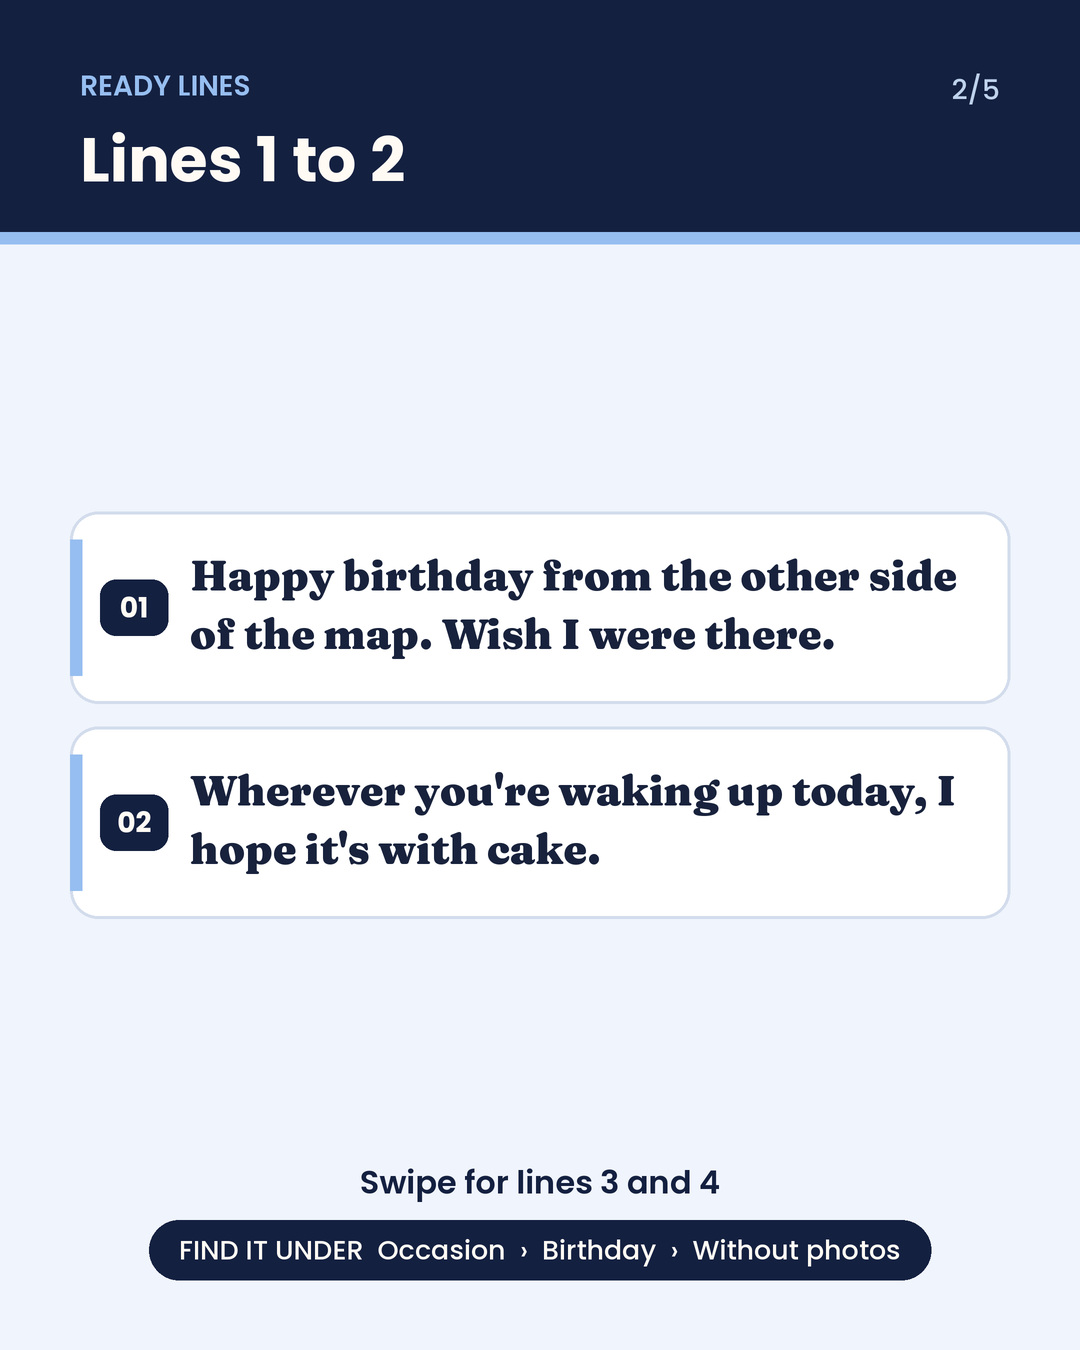 READY LINES
2/5
Lines 1 to 2
01
Happy birthday from the other side
of the map. Wish I were there.
02
Wherever you're waking up today, I
hope it's with cake.
Swipe for lines 3 and 4
FIND IT UNDER Occasion › Birthday › Without photos